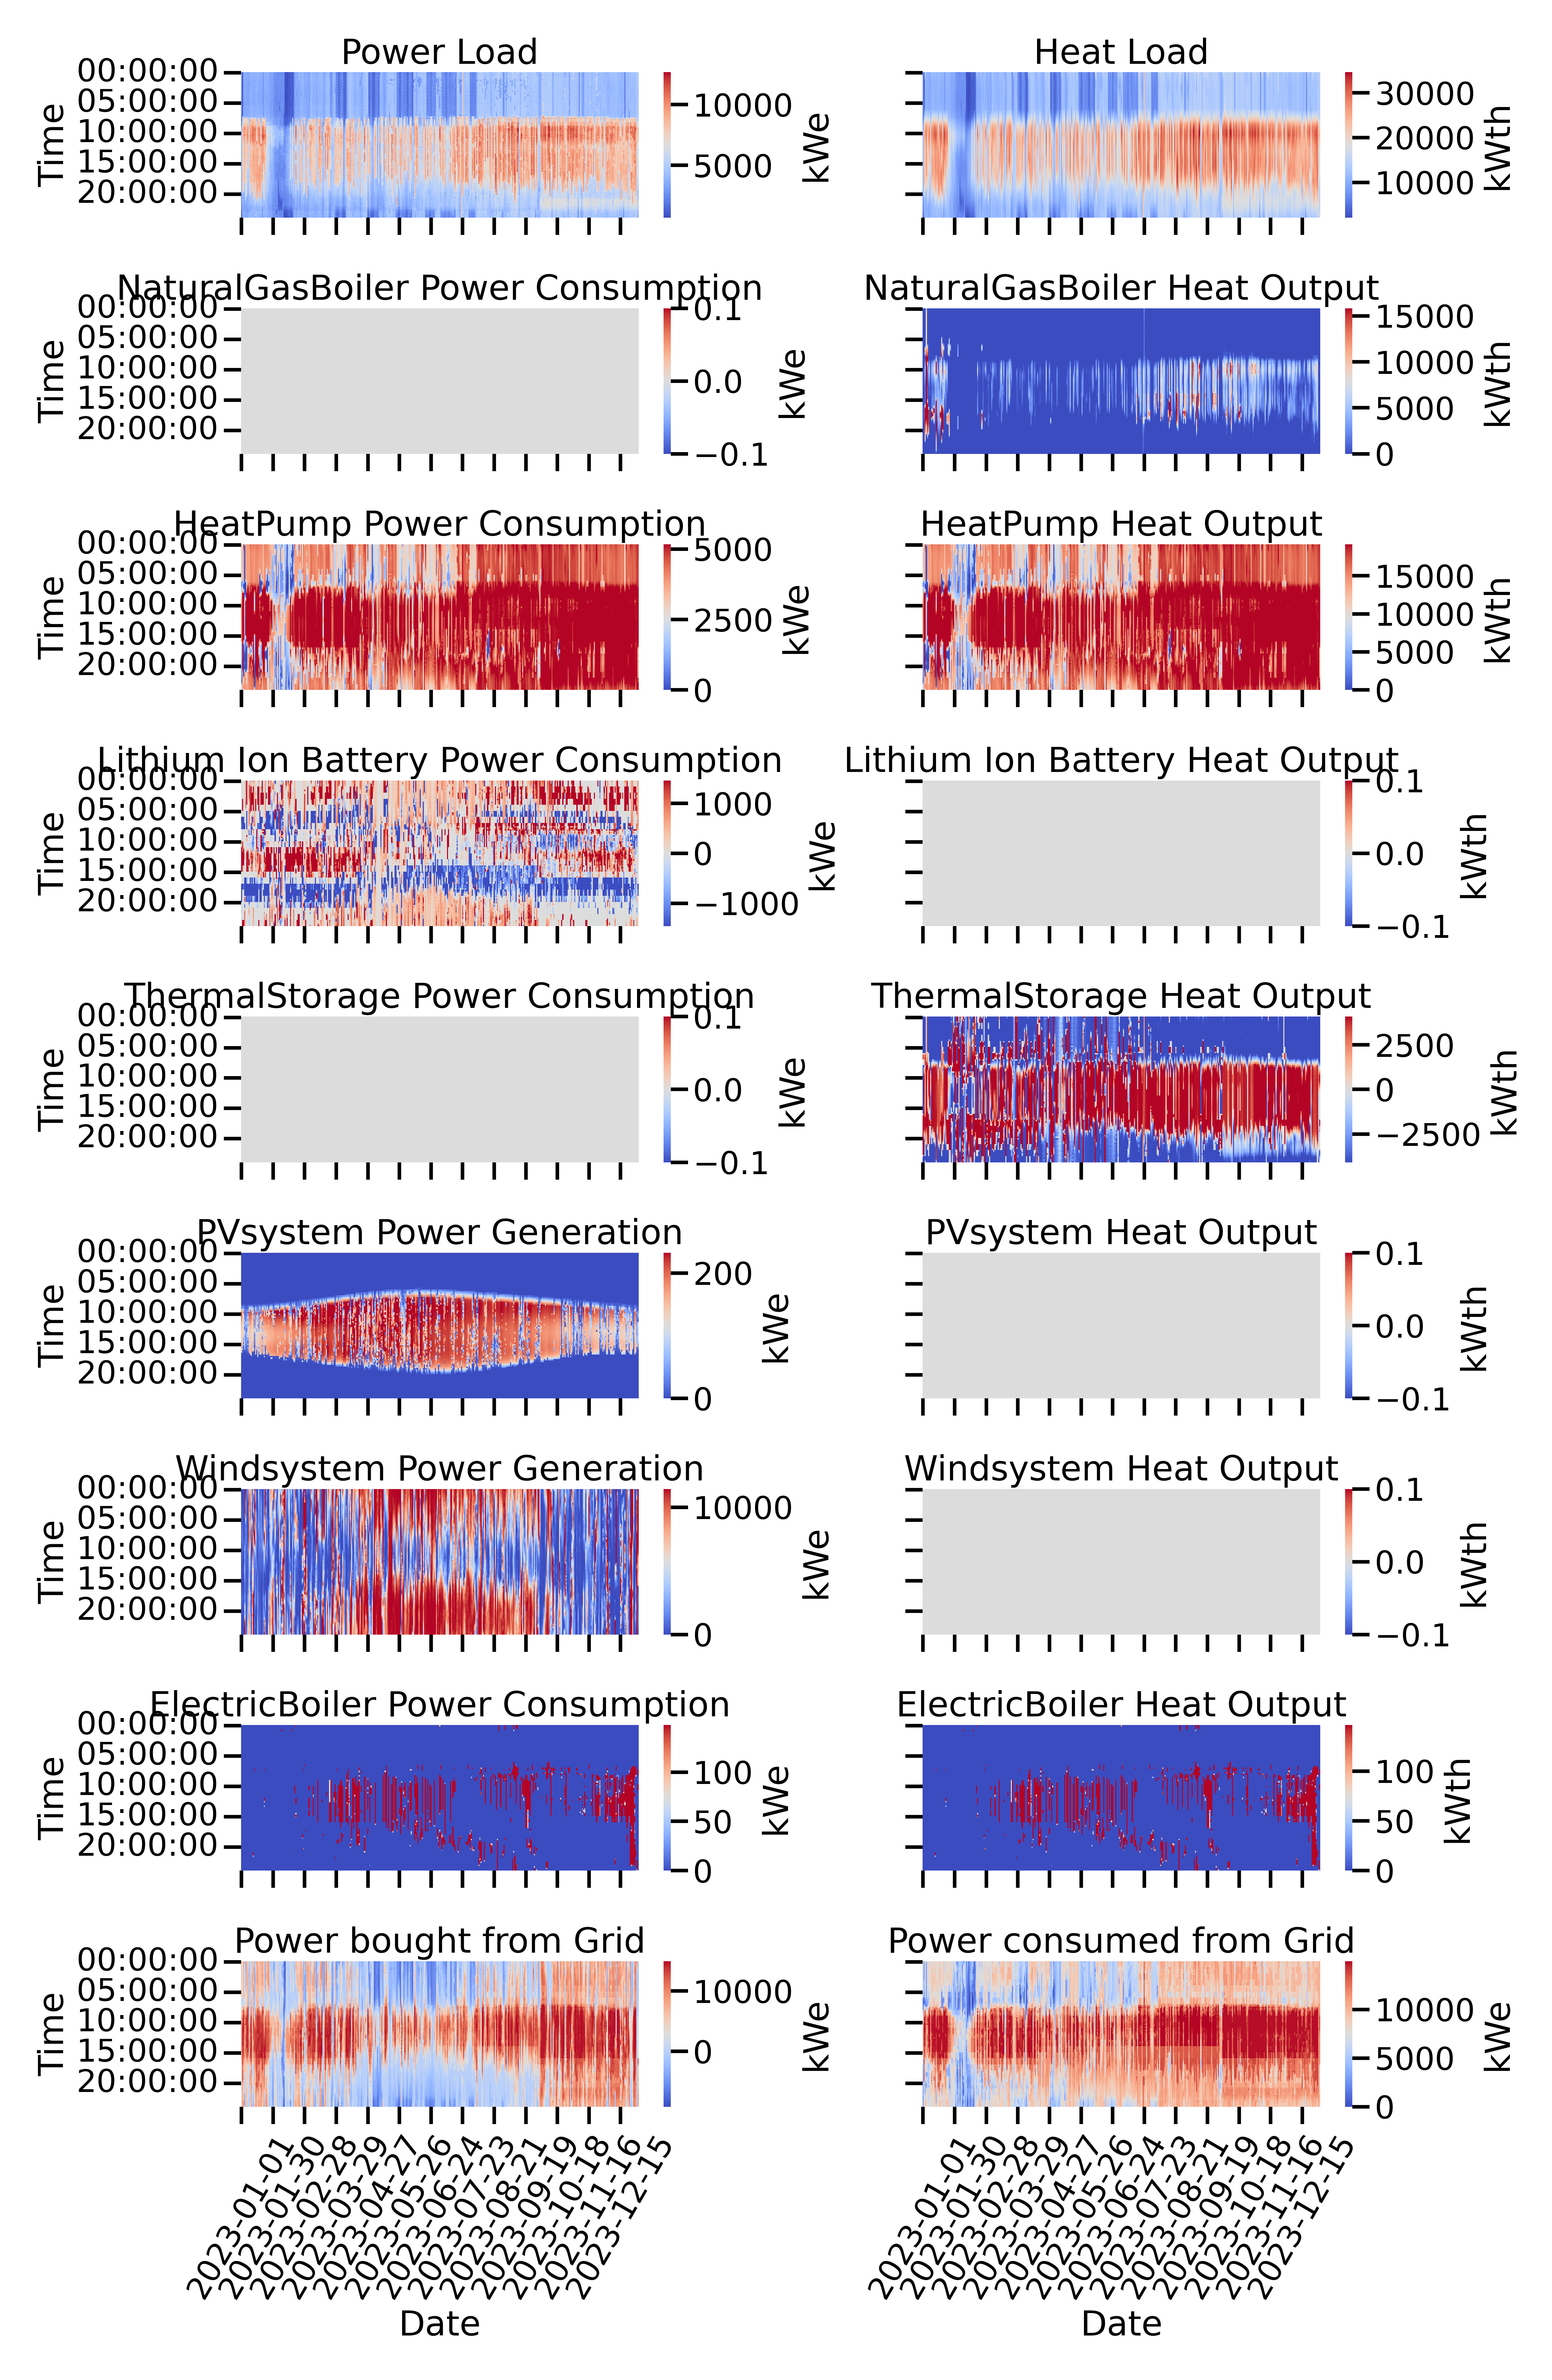 Power Load
Heat Load
00:00:00
05:00:00
10:00:00
15:00:00
20:00:00
Time
10000
5000
kWe
30000
20000
10000
kWth
NaturalGasBoiler Power Consumption
NaturalGasBoiler Heat Output
00:00:00
05:00:00
10:00:00
15:00:00
20:00:00
Time
0.1
0.0
−0.1
kWe
15000
10000
5000
0
kWth
HeatPump Power Consumption
HeatPump Heat Output
00:00:00
05:00:00
10:00:00
15:00:00
20:00:00
Time
5000
2500
0
kWe
15000
10000
5000
0
kWth
Lithium Ion Battery Power Consumption
Lithium Ion Battery Heat Output
00:00:00
05:00:00
10:00:00
15:00:00
20:00:00
Time
1000
0
−1000
kWe
0.1
0.0
−0.1
kWth
ThermalStorage Power Consumption
ThermalStorage Heat Output
00:00:00
05:00:00
10:00:00
15:00:00
20:00:00
Time
0.1
0.0
−0.1
kWe
2500
0
−2500
kWth
PVsystem Power Generation
PVsystem Heat Output
00:00:00
05:00:00
10:00:00
15:00:00
20:00:00
Time
200
0
kWe
0.1
0.0
−0.1
kWth
Windsystem Power Generation
Windsystem Heat Output
00:00:00
05:00:00
10:00:00
15:00:00
20:00:00
Time
10000
0
kWe
0.1
0.0
−0.1
kWth
ElectricBoiler Power Consumption
ElectricBoiler Heat Output
00:00:00
05:00:00
10:00:00
15:00:00
20:00:00
Time
100
50
0
kWe
100
50
0
kWth
Power bought from Grid
Power consumed from Grid
00:00:00
05:00:00
10:00:00
15:00:00
20:00:00
Time
10000
0
kWe
10000
5000
0
kWe
2023-01-01
2023-01-30
2023-02-28
2023-03-29
2023-04-27
2023-05-26
2023-06-24
2023-07-23
2023-08-21
2023-09-19
2023-10-18
2023-11-16
2023-12-15
Date
2023-01-01
2023-01-30
2023-02-28
2023-03-29
2023-04-27
2023-05-26
2023-06-24
2023-07-23
2023-08-21
2023-09-19
2023-10-18
2023-11-16
2023-12-15
Date